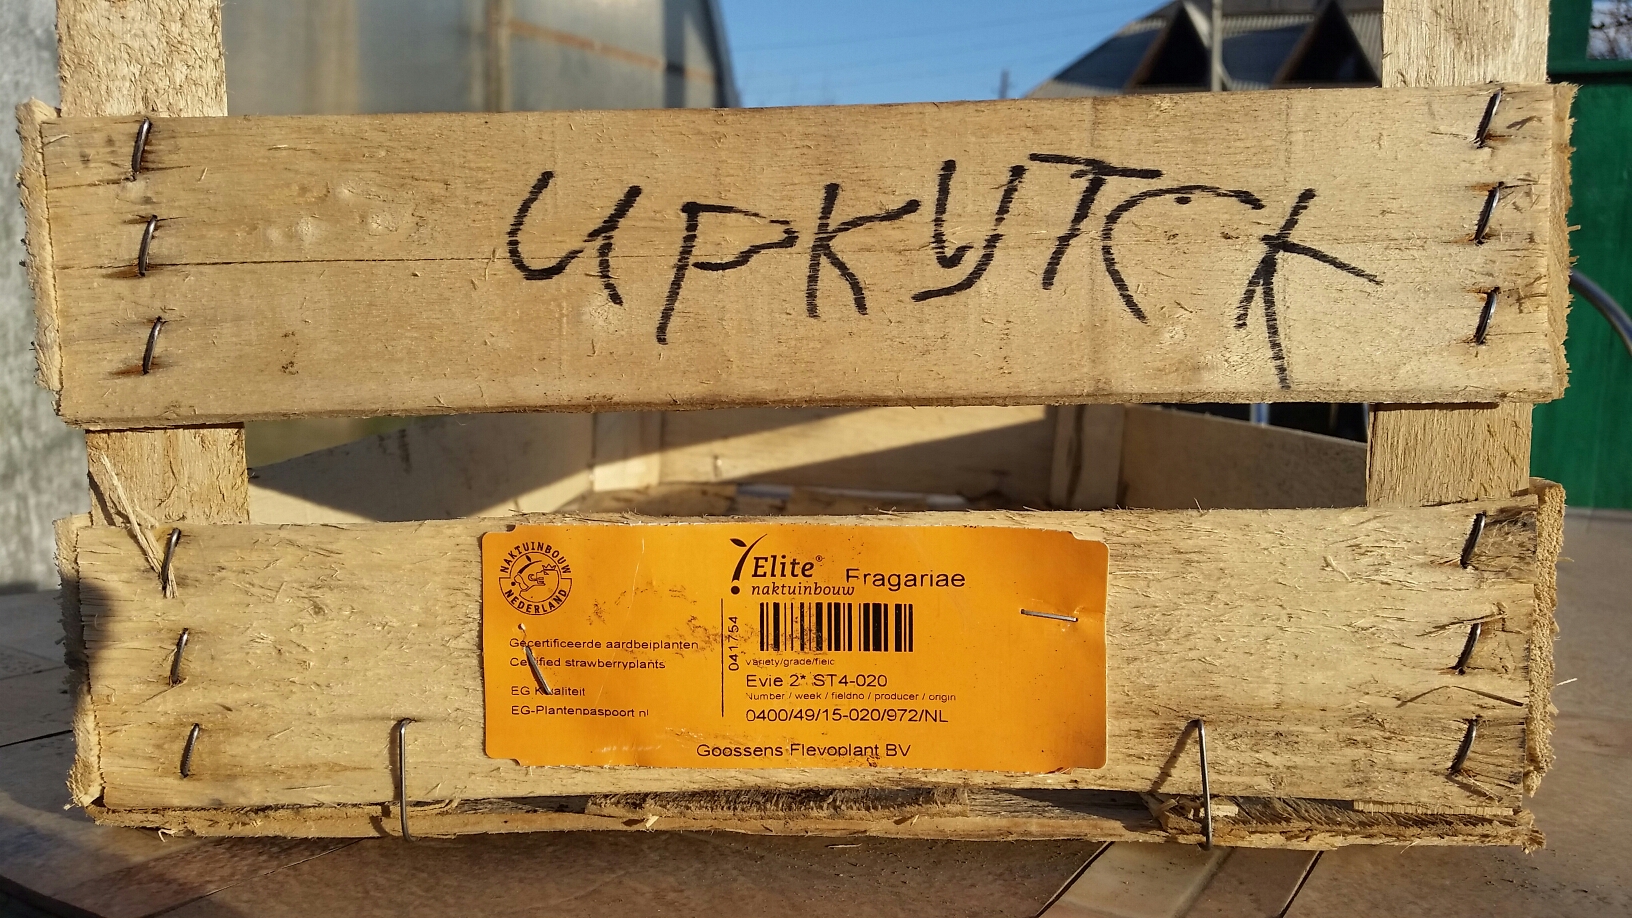 ИРКУТСК
NAKTUINBOUW
NEDERLAND
Elite®
naktuinbouw
Fragariae
041754
Gecertificeerde aardbeiplanten
Certified strawberryplants
EG Kwaliteit
EG-Plantenpaspoort nl
variety/grade/field
Evie 2* ST4-020
Number / week / fieldno / producer / origin
0400/49/15-020/972/NL
Goossens Flevoplant BV